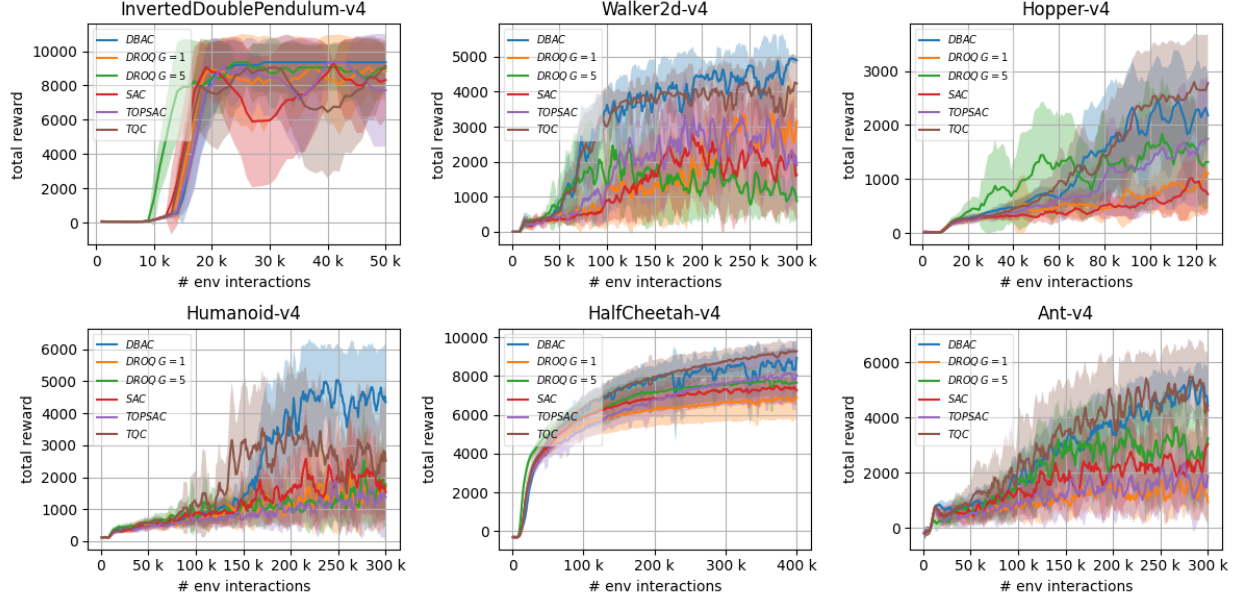 InvertedDoublePendulum-v4
total reward
10000
8000
6000
4000
2000
0
DBAC
DROQ G = 1
DROQ G = 5
SAC
TOPSAC
TQC
0 10 k 20 k 30 k 40 k 50 k
# env interactions
Walker2d-v4
total reward
5000
4000
3000
2000
1000
0
DBAC
DROQ G = 1
DROQ G = 5
SAC
TOPSAC
TQC
0 50 k 100 k 150 k 200 k 250 k 300 k
# env interactions
Hopper-v4
total reward
3000
2000
1000
0
DBAC
DROQ G = 1
DROQ G = 5
SAC
TOPSAC
TQC
0 20 k 40 k 60 k 80 k 100 k 120 k
# env interactions
Humanoid-v4
total reward
6000
5000
4000
3000
2000
1000
0
DBAC
DROQ G = 1
DROQ G = 5
SAC
TOPSAC
TQC
0 50 k 100 k 150 k 200 k 250 k 300 k
# env interactions
HalfCheetah-v4
total reward
10000
8000
6000
4000
2000
0
DBAC
DROQ G = 1
DROQ G = 5
SAC
TOPSAC
TQC
0 100 k 200 k 300 k 400 k
# env interactions
Ant-v4
total reward
6000
4000
2000
0
DBAC
DROQ G = 1
DROQ G = 5
SAC
TOPSAC
TQC
0 50 k 100 k 150 k 200 k 250 k 300 k
# env interactions